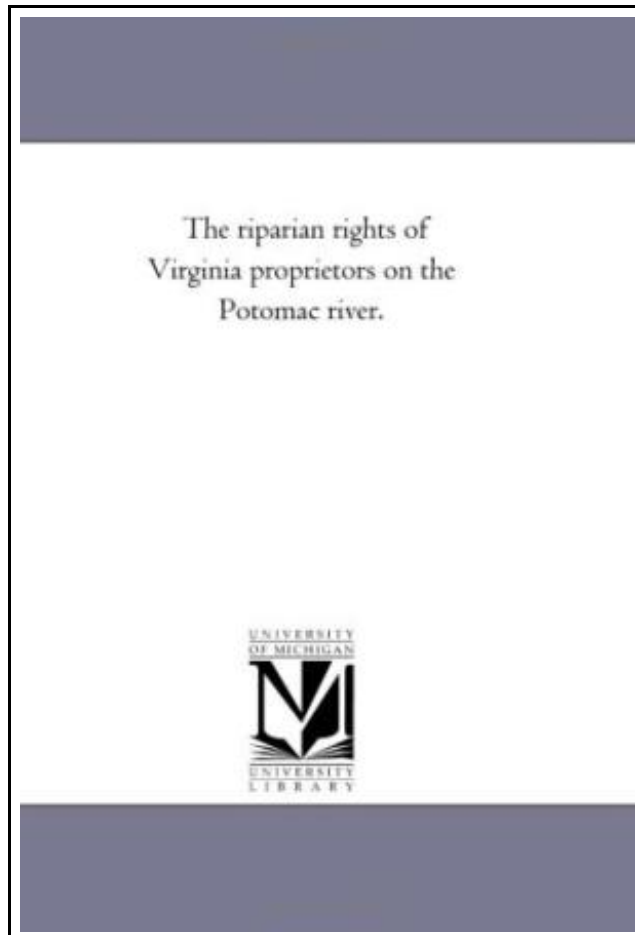 The riparian rights of
Virginia proprietors on the
Potomac river.
UNIVERSITY
OF MICHIGAN
UNIVERSITY
LIBRARY